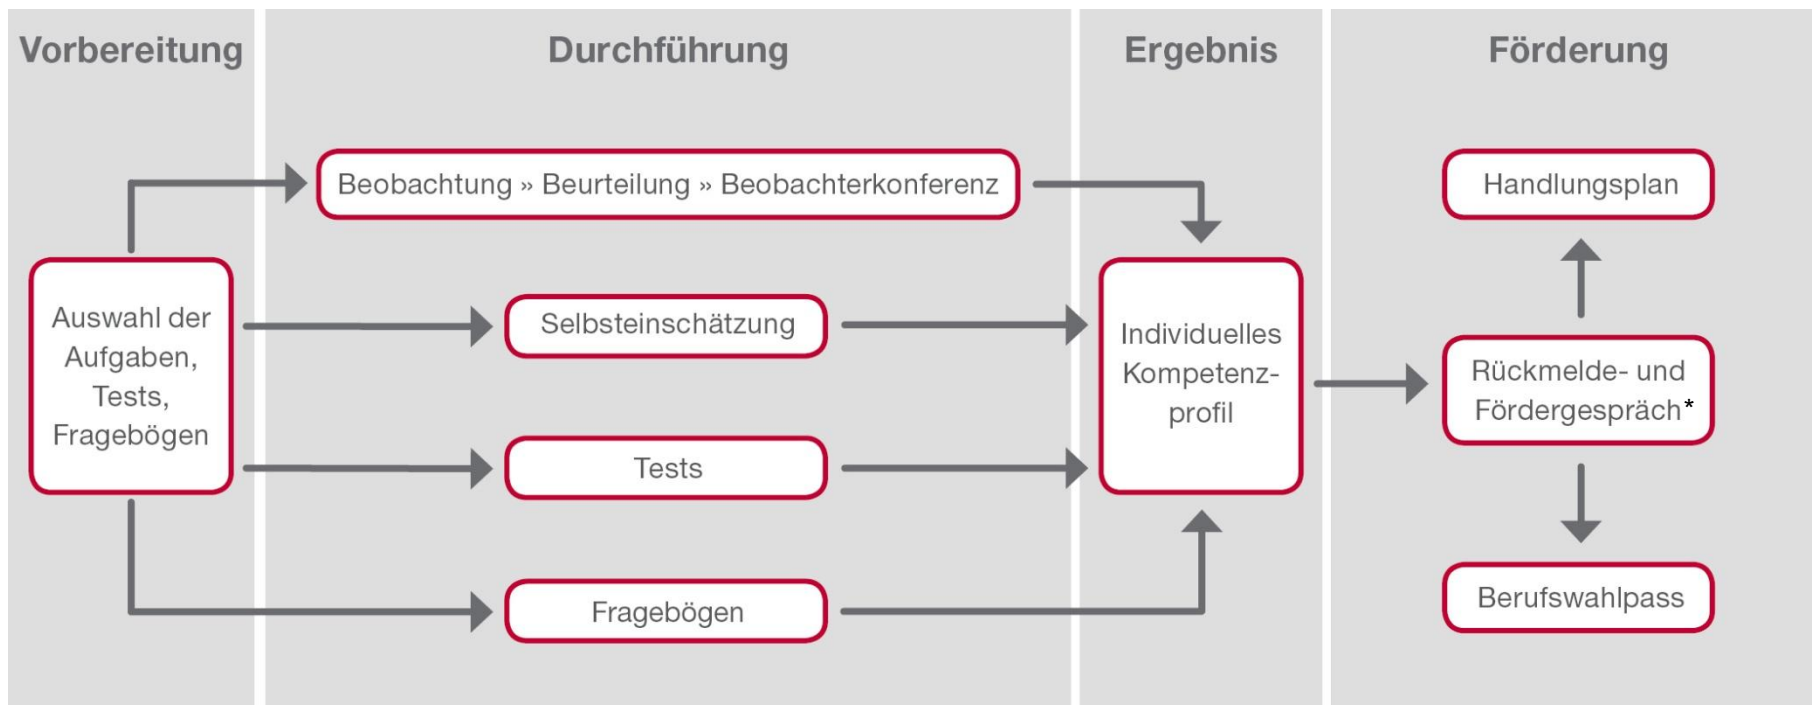 Vorbereitung
Durchführung
Ergebnis
Förderung
Auswahl der
Aufgaben,
Tests,
Fragebögen
Beobachtung » Beurteilung » Beobachterkonferenz
Selbsteinschätzung
Tests
Fragebögen
Individuelles
Kompetenz-
profil
Handlungsplan
Rückmelde- und
Fördergespräch*
Berufswahlpass